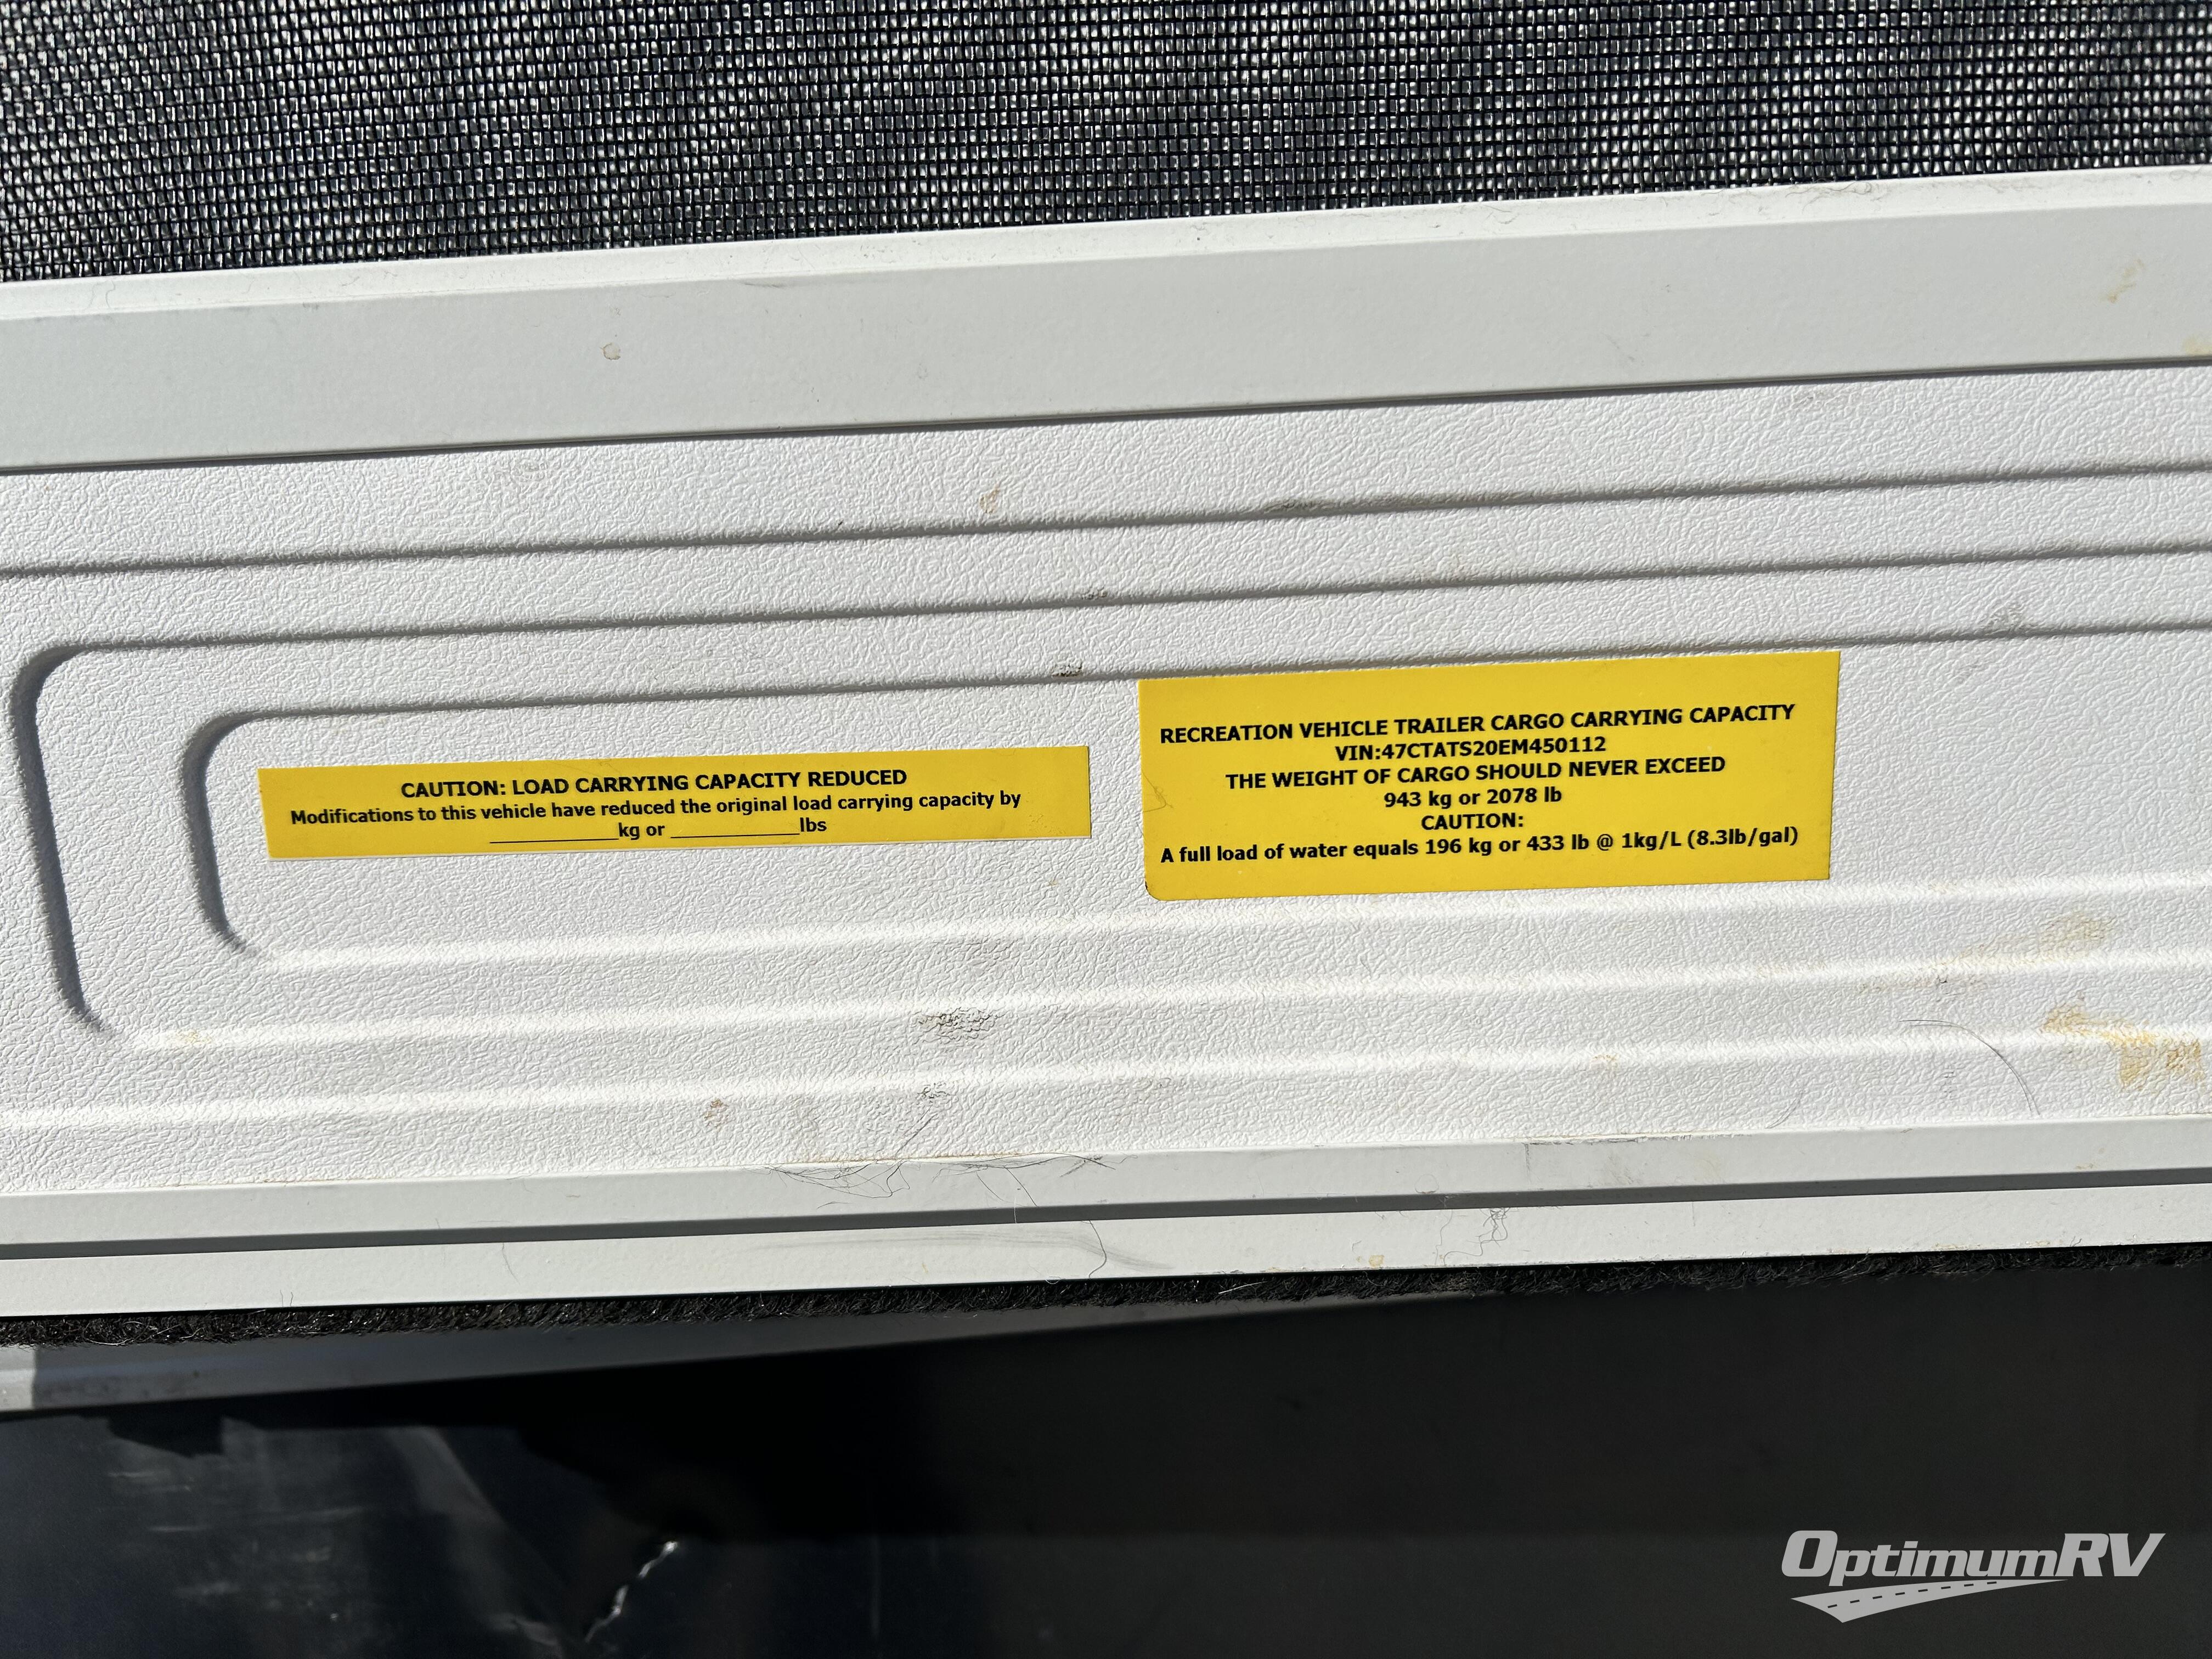 CAUTION: LOAD CARRYING CAPACITY REDUCED
Modifications to this vehicle have reduced the original load carrying capacity by
____________kg or ____________lbs
RECREATION VEHICLE TRAILER CARGO CARRYING CAPACITY
VIN:47CTATS20EM450112
THE WEIGHT OF CARGO SHOULD NEVER EXCEED
943 kg or 2078 lb
CAUTION:
A full load of water equals 196 kg or 433 lb @ 1kg/L (8.3lb/gal)
OptimumRV